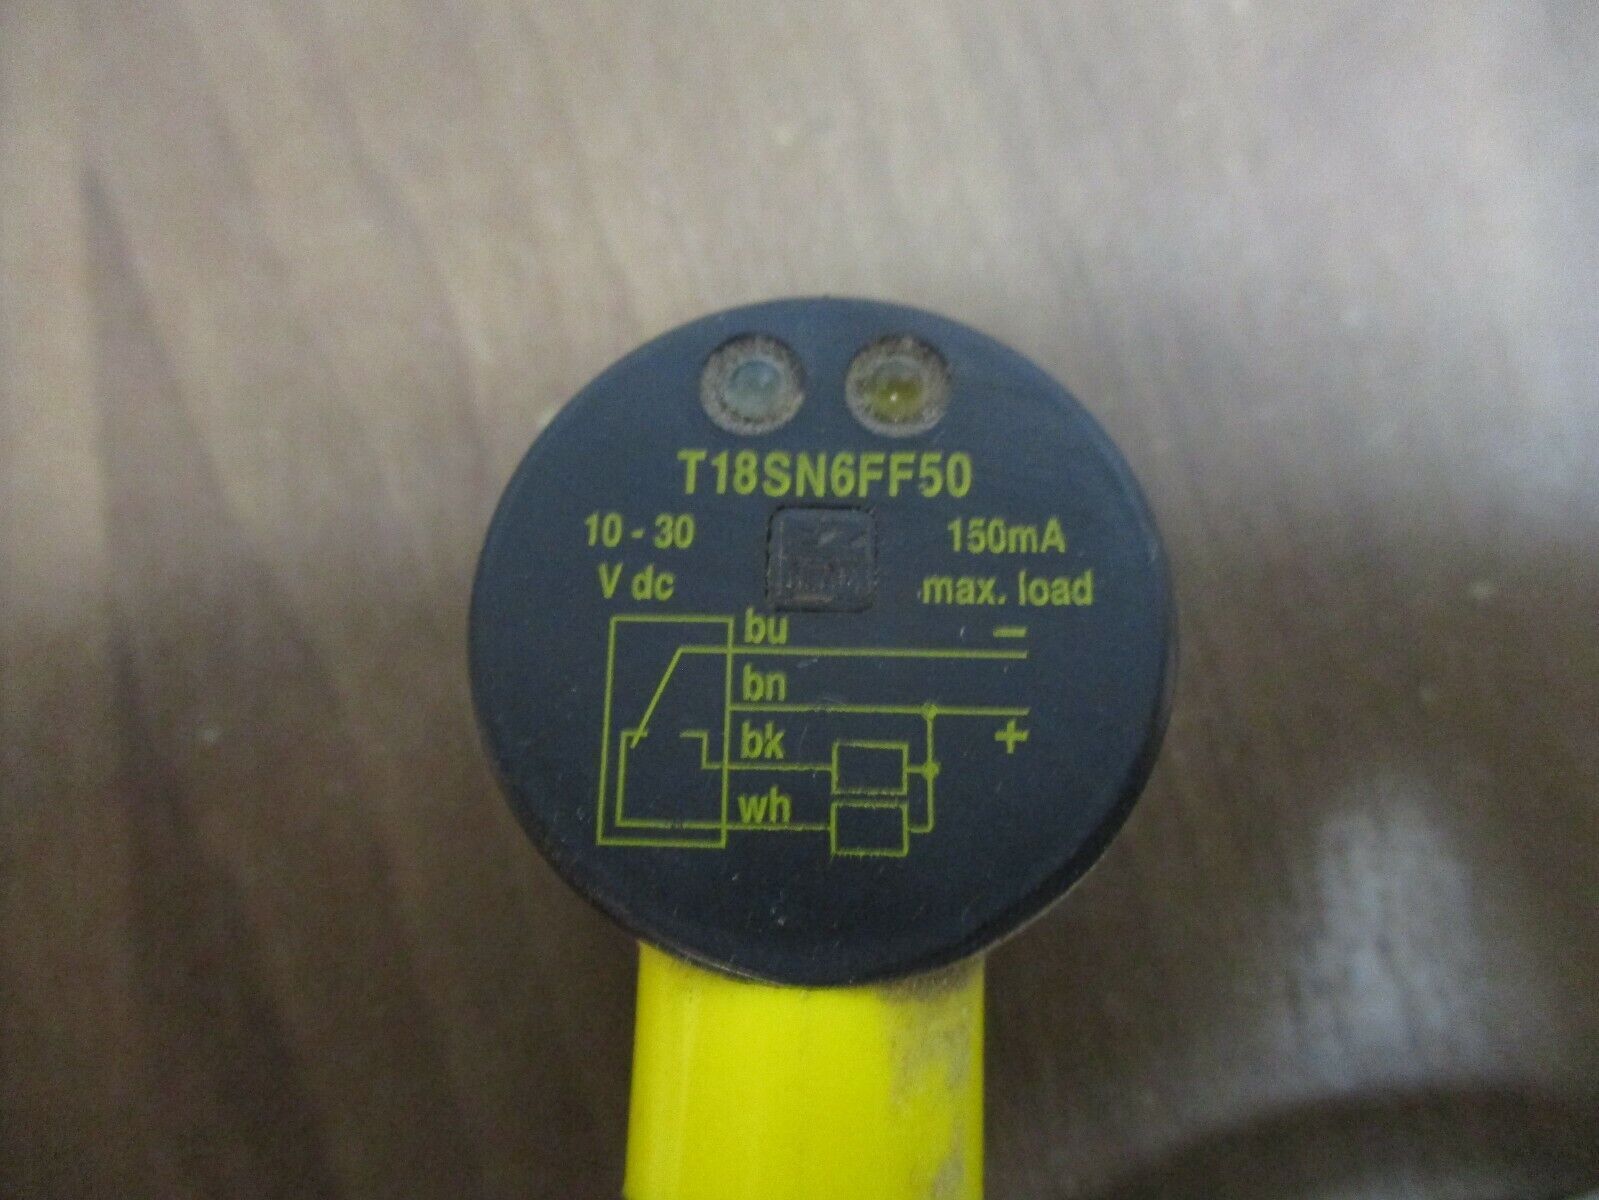 T18SN6FF50
10 - 30
V dc
150mA
max. load
bu −
bn
+
bk
wh